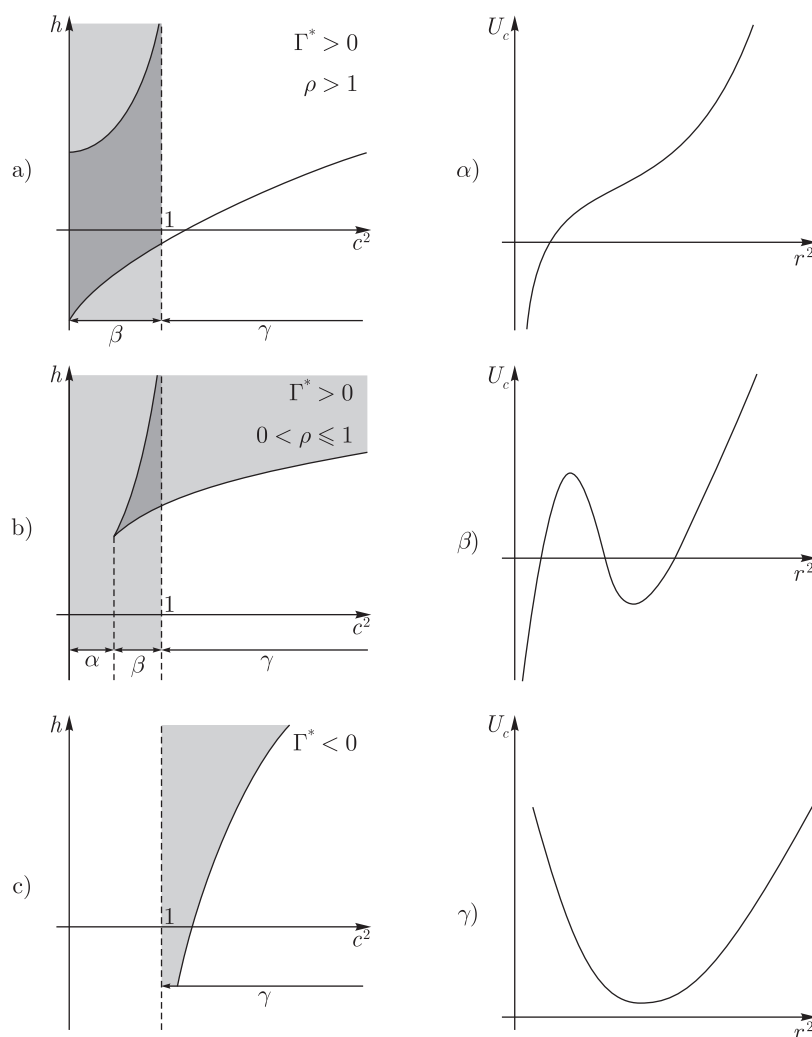 h
Γ* > 0
ρ > 1
a)
1
c²
β
γ
U_c
α)
r²
h
Γ* > 0
0 < ρ ⩽ 1
b)
1
c²
α
β
γ
U_c
β)
r²
h
Γ* < 0
c)
1
c²
γ
U_c
γ)
r²